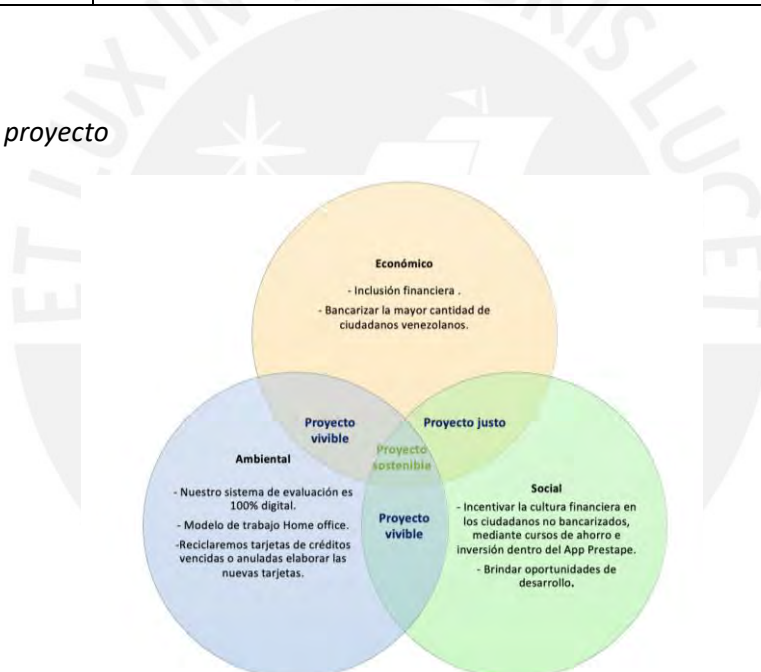 proyecto
Económico
- Inclusión financiera .
- Bancarizar la mayor cantidad de
ciudadanos venezolanos.
Proyecto
vivible
Proyecto justo
Proyecto
sostenible
Ambiental
- Nuestro sistema de evaluación es
100% digital.
- Modelo de trabajo Home office.
-Reciclaremos tarjetas de créditos
vencidas o anuladas elaborar las
nuevas tarjetas.
Proyecto
vivible
Social
- Incentivar la cultura financiera en
los ciudadanos no bancarizados,
mediante cursos de ahorro e
inversión dentro del App Prestape.
- Brindar oportunidades de
desarrollo.